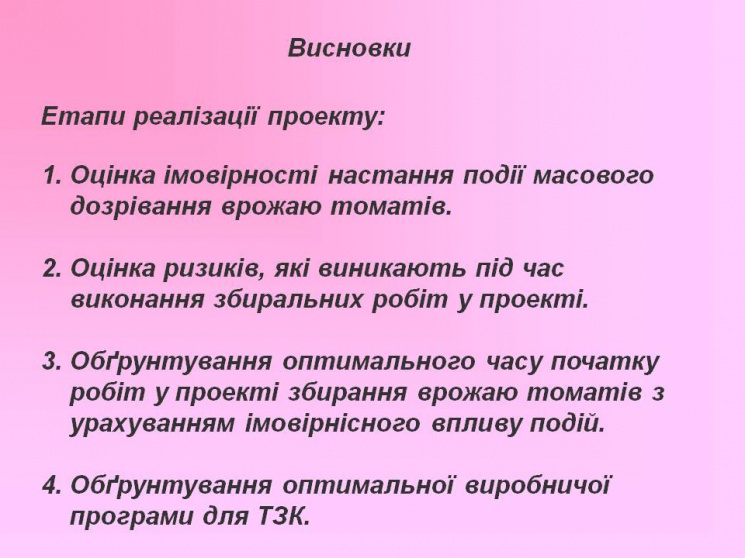 Висновки
Етапи реалізації проекту:
1. Оцінка імовірності настання події масового
дозрівання врожаю томатів.
2. Оцінка ризиків, які виникають під час
виконання збиральних робіт у проекті.
3. Обґрунтування оптимального часу початку
робіт у проекті збирання врожаю томатів з
урахуванням імовірнісного впливу подій.
4. Обґрунтування оптимальної виробничої
програми для ТЗК.